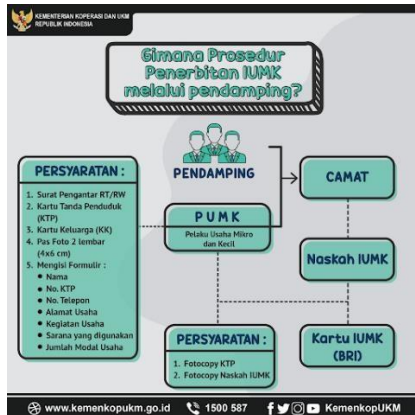 KEMENTERIAN KOPERASI DAN UKM
REPUBLIK INDONESIA
Gimana Prosedur
Penerbitan IUMK
melalui pendamping?
PENDAMPING
PERSYARATAN :
1. Surat Pengantar RT/RW
2. Kartu Tanda Penduduk
(KTP)
3. Kartu Keluarga (KK)
4. Pas Foto 2 lembar
(4x6 cm)
5. Mengisi Formulir :
• Nama
• No. KTP
• No. Telepon
• Alamat Usaha
• Kegiatan Usaha
• Sarana yang digunakan
• Jumlah Modal Usaha
PUMK
Pelaku Usaha Mikro
dan Kecil
CAMAT
Naskah IUMK
Kartu IUMK
(BRI)
PERSYARATAN :
1. Fotocopy KTP
2. Fotocopy Naskah IUMK
www.kemenkopukm.go.id 1500 587 KemenkopUKM